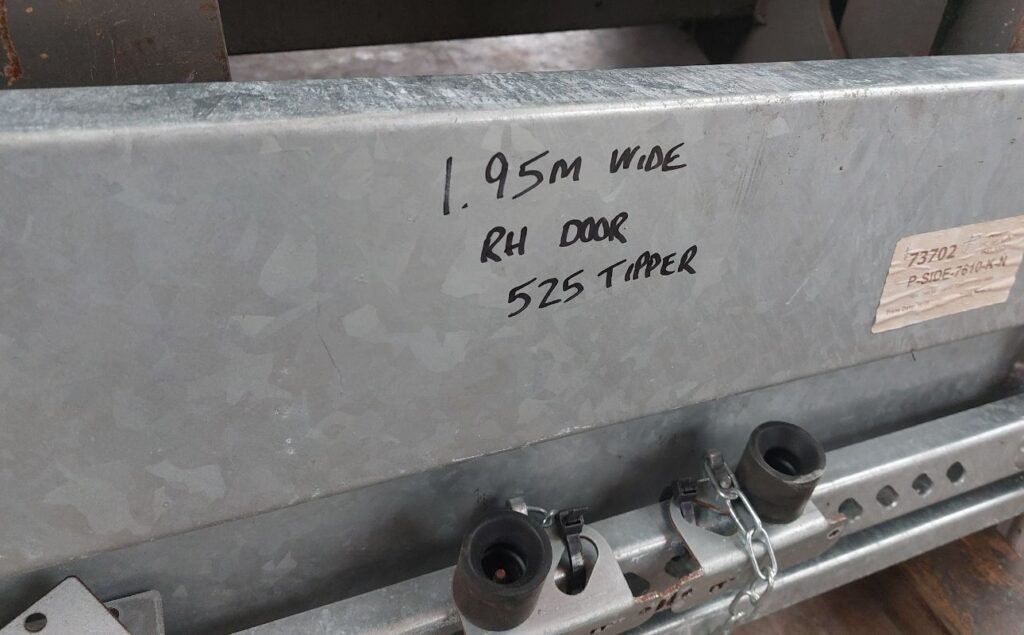 1.95M WIDE
RH DOOR
525 TIPPER
73702
P-SIDE-7610-K-N